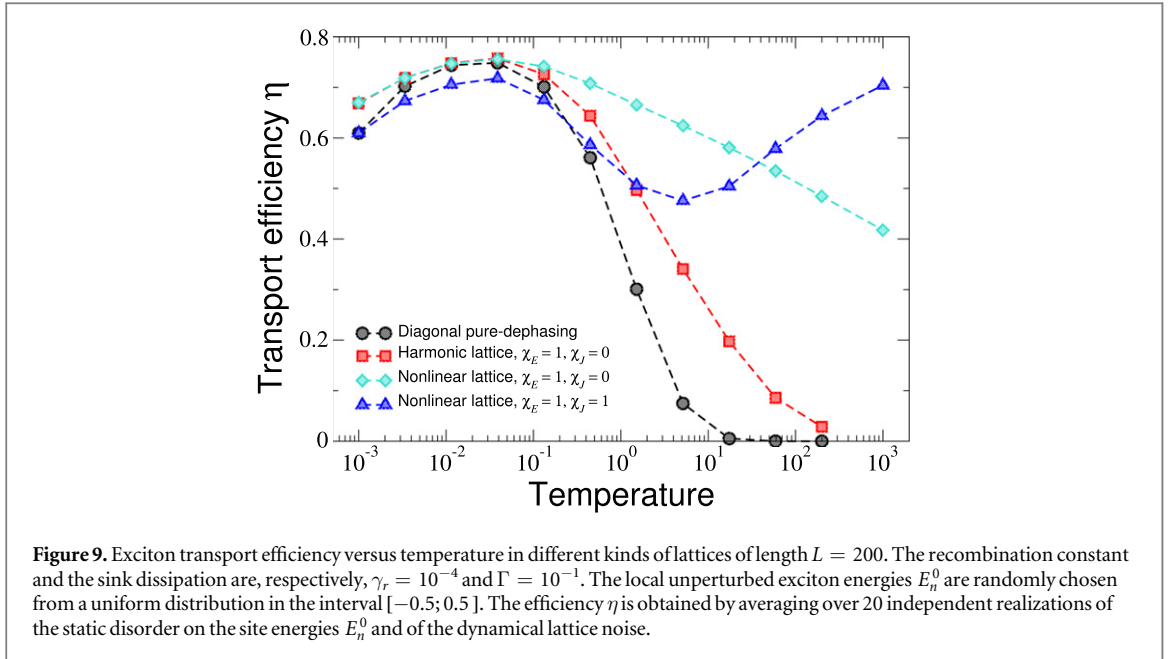 0.8
0.6
0.4
0.2
0
Transport efficiency η
Diagonal pure-dephasing
Harmonic lattice, χ_E = 1, χ_J = 0
Nonlinear lattice, χ_E = 1, χ_J = 0
Nonlinear lattice, χ_E = 1, χ_J = 1
10^-3 10^-2 10^-1 10^0 10^1 10^2 10^3
Temperature
Figure 9. Exciton transport efficiency versus temperature in different kinds of lattices of length L = 200. The recombination constant
and the sink dissipation are, respectively, γ_r = 10^-4 and Γ = 10^-1. The local unperturbed exciton energies E_n^0 are randomly chosen
from a uniform distribution in the interval [−0.5; 0.5 ]. The efficiency η is obtained by averaging over 20 independent realizations of
the static disorder on the site energies E_n^0 and of the dynamical lattice noise.